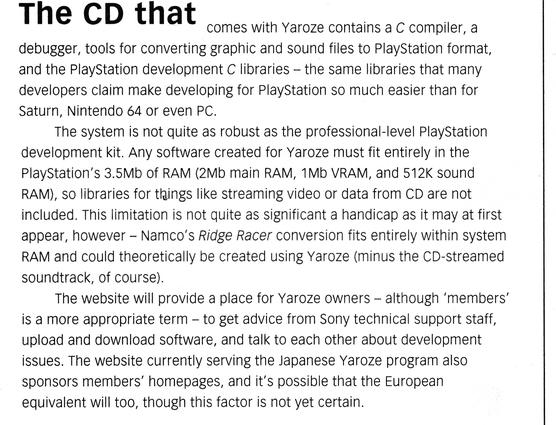 The CD that comes with Yaroze contains a C compiler, a
debugger, tools for converting graphic and sound files to PlayStation format,
and the PlayStation development C libraries – the same libraries that many
developers claim make developing for PlayStation so much easier than for
Saturn, Nintendo 64 or even PC.
The system is not quite as robust as the professional-level PlayStation
development kit. Any software created for Yaroze must fit entirely in the
PlayStation's 3.5Mb of RAM (2Mb main RAM, 1Mb VRAM, and 512K sound
RAM), so libraries for things like streaming video or data from CD are not
included. This limitation is not quite as significant a handicap as it may at first
appear, however – Namco's Ridge Racer conversion fits entirely within system
RAM and could theoretically be created using Yaroze (minus the CD-streamed
soundtrack, of course).
The website will provide a place for Yaroze owners – although 'members'
is a more appropriate term – to get advice from Sony technical support staff,
upload and download software, and talk to each other about development
issues. The website currently serving the Japanese Yaroze program also
sponsors members' homepages, and it's possible that the European
equivalent will too, though this factor is not yet certain.